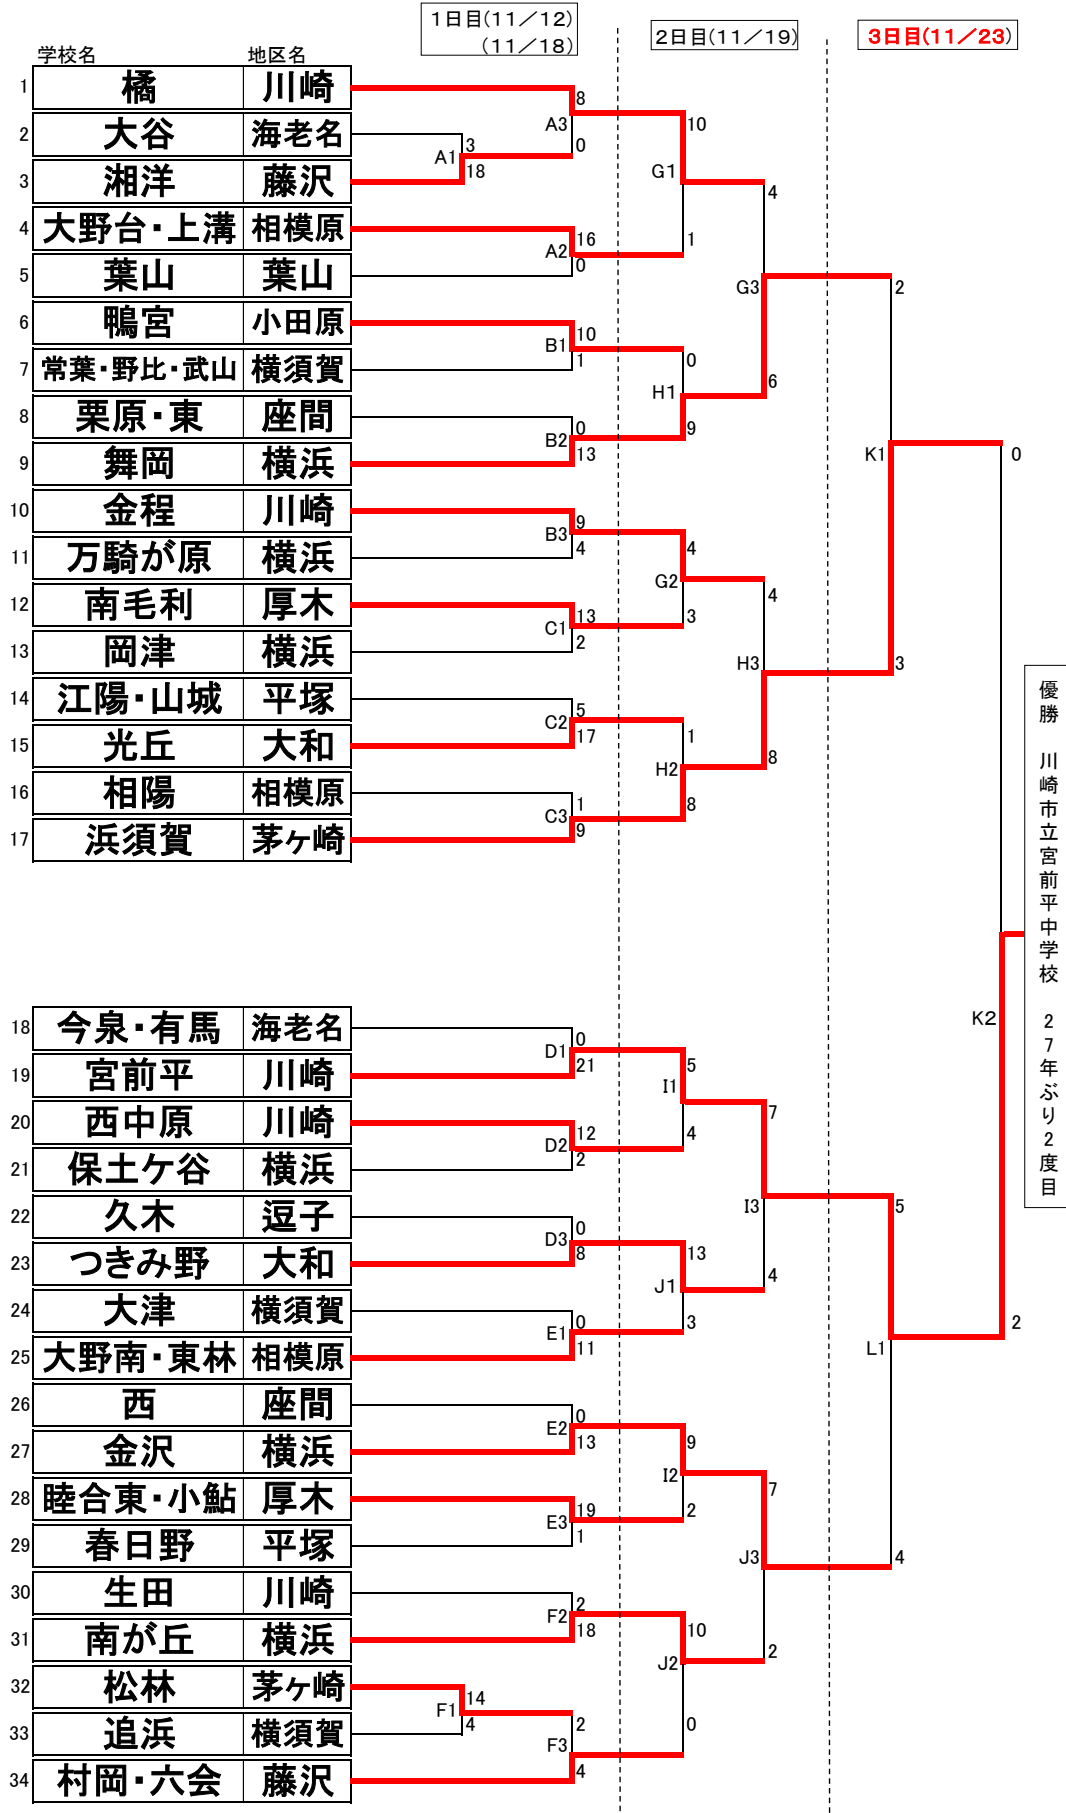 1日目(11／12)
(11／18)
2日目(11／19)
3日目(11／23)
学校名 地区名
1 橘 川崎
2 大谷 海老名
3 湘洋 藤沢
4 大野台・上溝 相模原
5 葉山 葉山
6 鴨宮 小田原
7 常葉・野比・武山 横須賀
8 栗原・東 座間
9 舞岡 横浜
10 金程 川崎
11 万騎が原 横浜
12 南毛利 厚木
13 岡津 横浜
14 江陽・山城 平塚
15 光丘 大和
16 相陽 相模原
17 浜須賀 茅ヶ崎
18 今泉・有馬 海老名
19 宮前平 川崎
20 西中原 川崎
21 保土ケ谷 横浜
22 久木 逗子
23 つきみ野 大和
24 大津 横須賀
25 大野南・東林 相模原
26 西 座間
27 金沢 横浜
28 睦合東・小鮎 厚木
29 春日野 平塚
30 生田 川崎
31 南が丘 横浜
32 松林 茅ヶ崎
33 追浜 横須賀
34 村岡・六会 藤沢
A1 3 18
F1 14 4
A3 8 0
A2 16 0
B1 10 1
B2 0 13
B3 9 4
C1 13 2
C2 5 17
C3 1 9
D1 0 21
D2 12 2
D3 0 8
E1 0 11
E2 0 13
E3 19 1
F2 2 18
F3 2 4
G1 10 1
H1 0 9
G2 4 3
H2 1 8
I1 5 4
J1 13 3
I2 9 2
J2 10 0
G3 4 6
H3 4 8
I3 7 4
J3 7 2
K1 2 3
L1 5 4
K2 0 2
優勝 川崎市立宮前平中学校 27年ぶり2度目